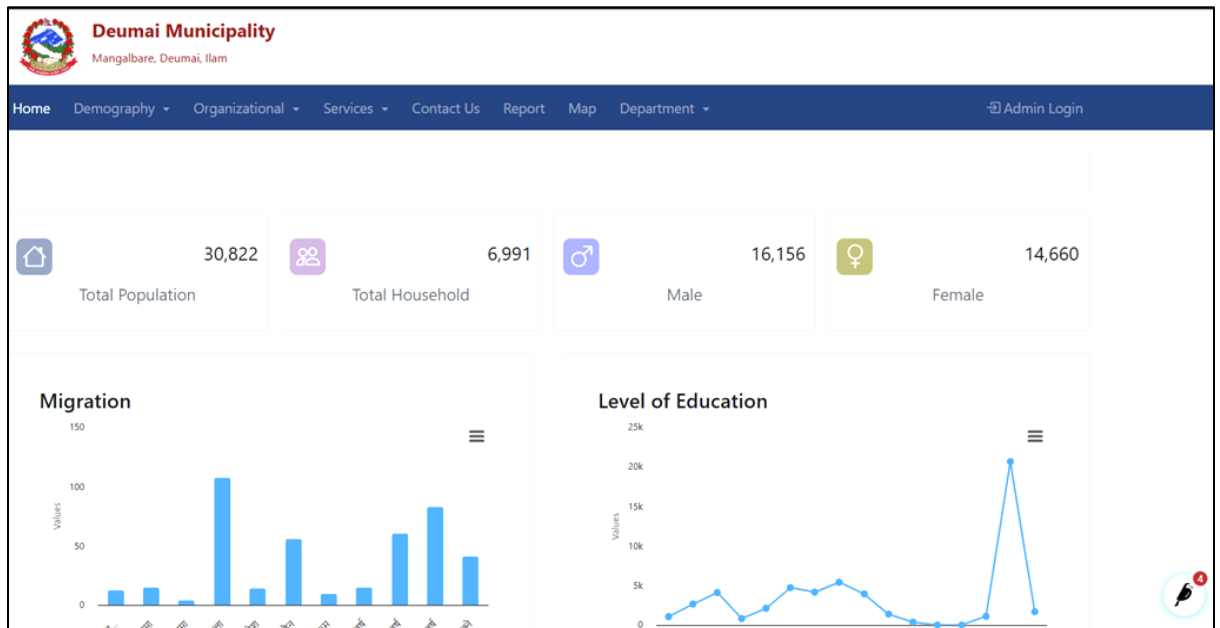 Deumai Municipality
Mangalbare, Deumai, Ilam
Home Demography Organizational Services Contact Us Report Map Department Admin Login
30,822
Total Population
6,991
Total Household
16,156
Male
14,660
Female
Migration
150
100
50
0
Values
Level of Education
25k
20k
15k
10k
5k
0
Values
4